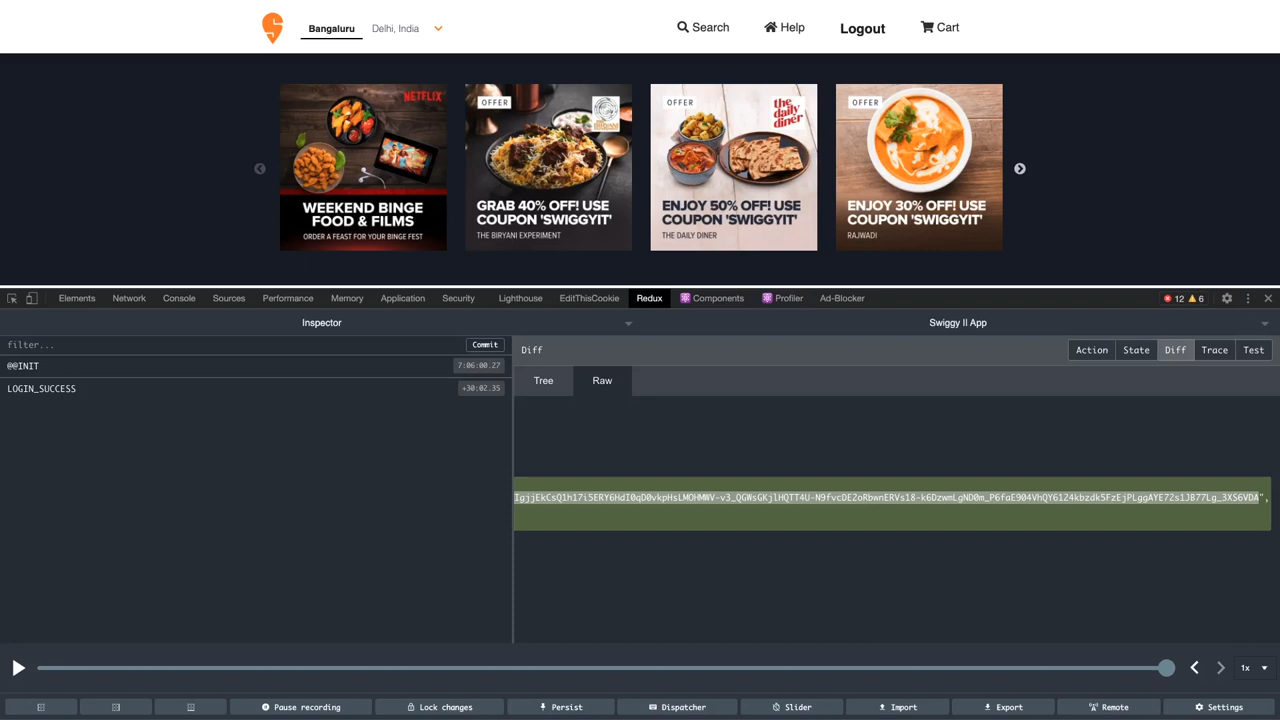 Bangaluru Delhi, India Search Help Logout Cart
NETFLIX
WEEKEND BINGE
FOOD & FILMS
ORDER A FEAST FOR YOUR BINGE FEST
OFFER
GRAB 40% OFF! USE
COUPON 'SWIGGYIT'
THE BIRYANI EXPERIMENT
OFFER
the
daily
diner
ENJOY 50% OFF! USE
COUPON 'SWIGGYIT'
THE DAILY DINER
OFFER
ENJOY 30% OFF! USE
COUPON 'SWIGGYIT'
RAJWADI
Elements Network Console Sources Performance Memory Application Security Lighthouse EditThisCookie Redux Components Profiler Ad-Blocker 12 6
Inspector Swiggy II App
filter... Commit
@@INIT 7:06:00.27
LOGIN_SUCCESS +30:02.35
Diff Action State Diff Trace Test
Tree Raw
IgjjEkCsQ1h17i5ERY6HdI0qD0vkpHsLMOHMWV-v3_QGWsGKjlHQTT4U-N9fvcDE2oRbwnERVs18-k6DzwmLgND0m_P6faE904VhQY6124kbzdk5FzEjPLggAYE7Zs1JB77Lg_3XS6VDA",
1x
Pause recording Lock changes Persist Dispatcher Slider Import Export Remote Settings